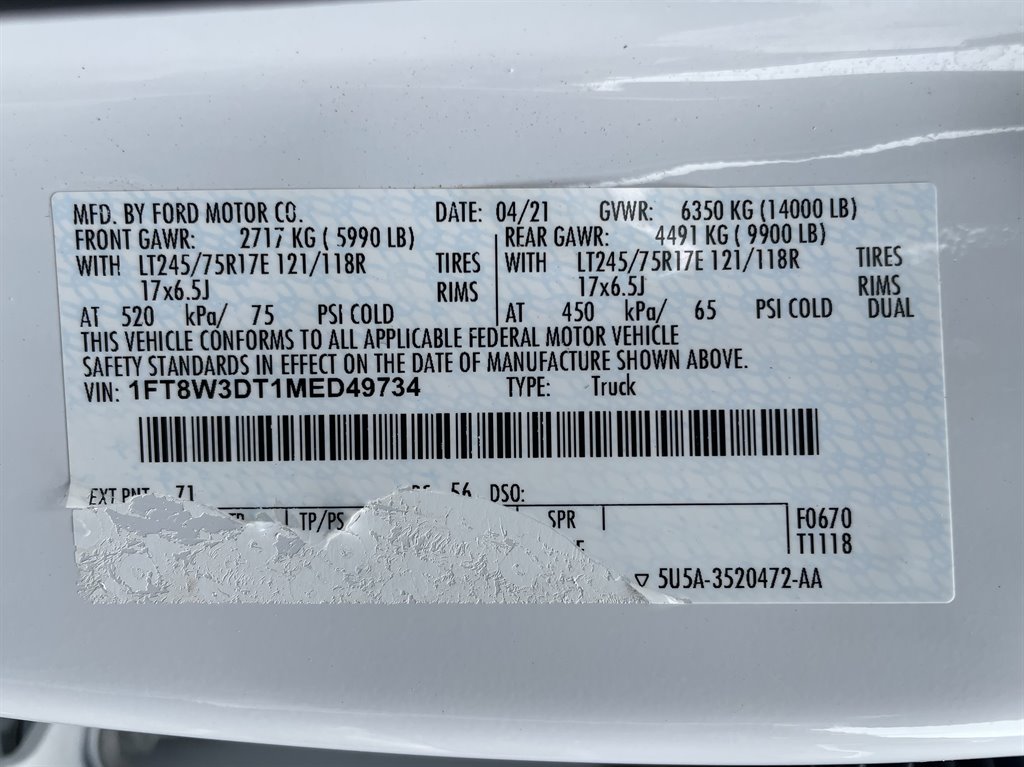 MFD. BY FORD MOTOR CO. DATE: 04/21 GVWR: 6350 KG (14000 LB)
FRONT GAWR: 2717 KG ( 5990 LB) REAR GAWR: 4491 KG ( 9900 LB)
WITH LT245/75R17E 121/118R TIRES WITH LT245/75R17E 121/118R TIRES
17x6.5J RIMS 17x6.5J RIMS
AT 520 kPa/ 75 PSI COLD AT 450 kPa/ 65 PSI COLD DUAL
THIS VEHICLE CONFORMS TO ALL APPLICABLE FEDERAL MOTOR VEHICLE
SAFETY STANDARDS IN EFFECT ON THE DATE OF MANUFACTURE SHOWN ABOVE.
VIN: 1FT8W3DT1MED49734 TYPE: Truck
EXT PNT 71 56 DSO:
TP/PS SPR F0670
T1118
5U5A-3520472-AA